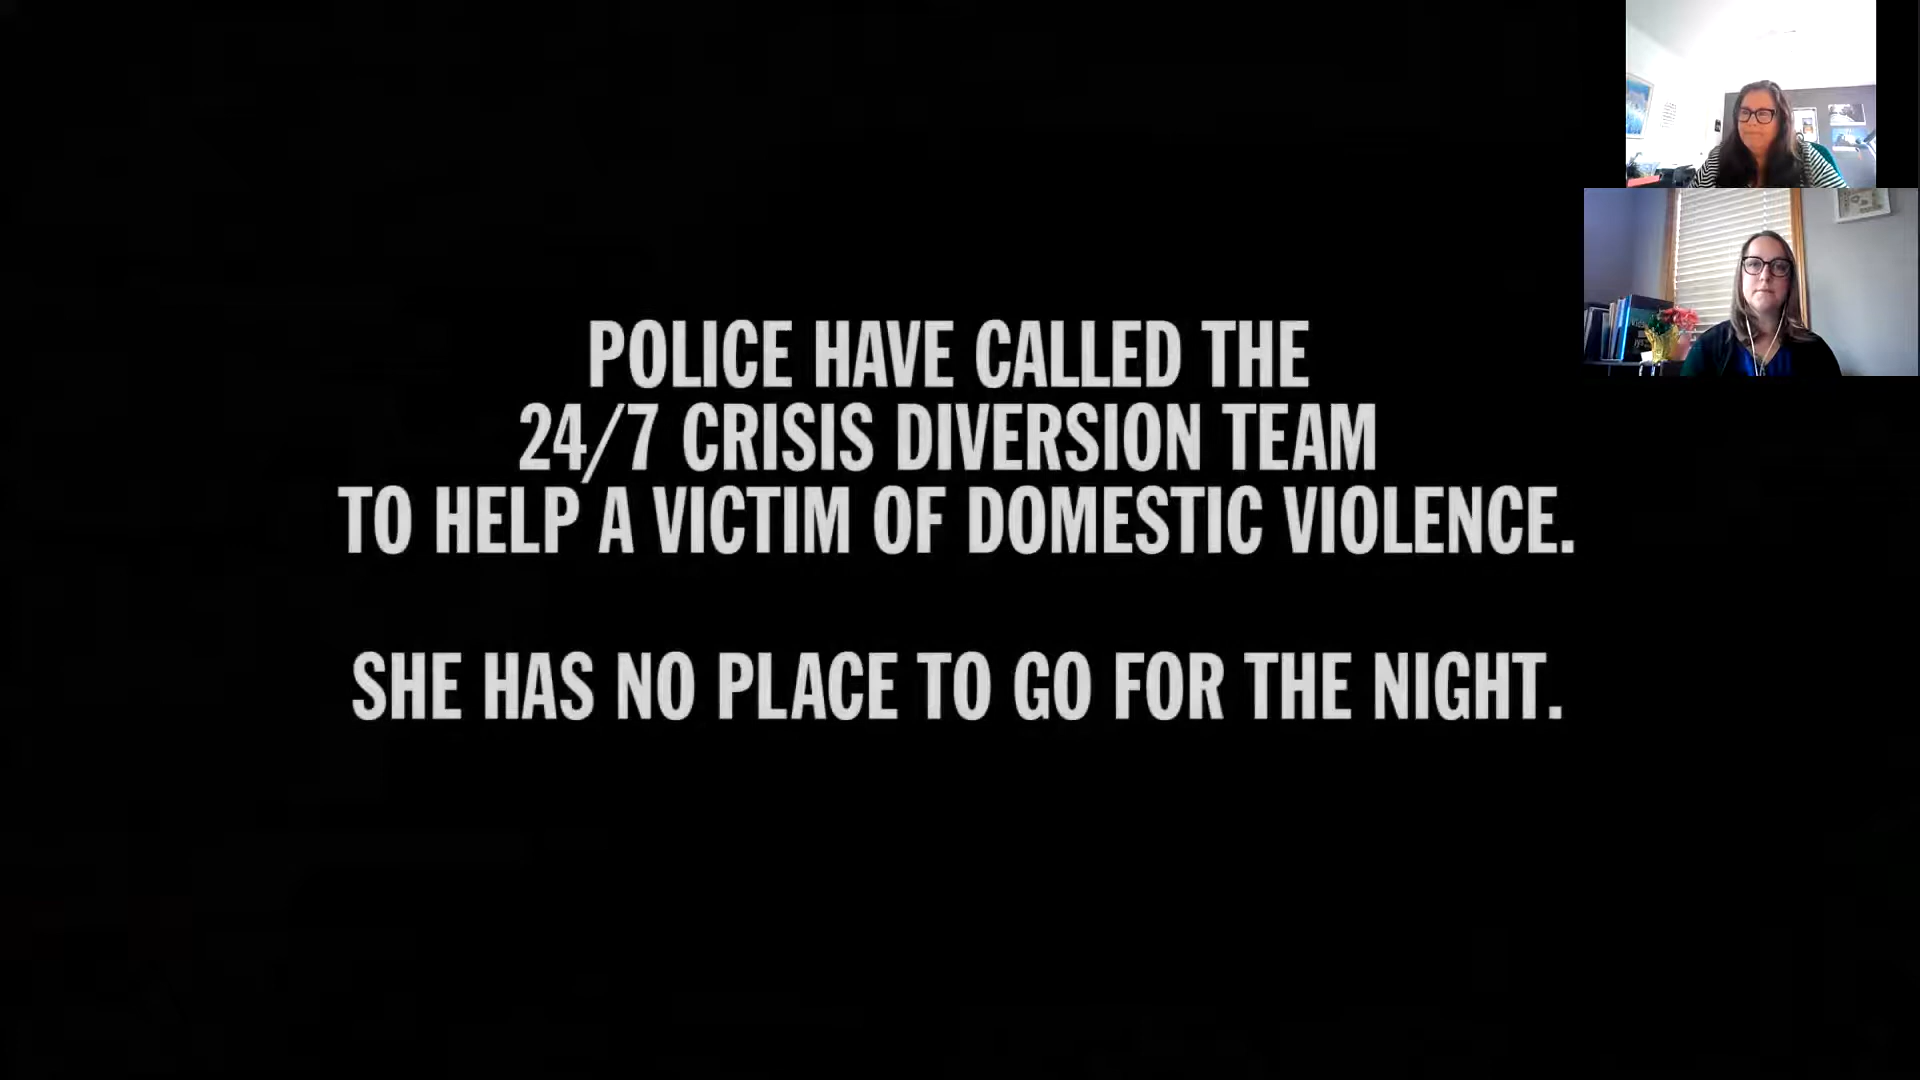 POLICE HAVE CALLED THE
24/7 CRISIS DIVERSION TEAM
TO HELP A VICTIM OF DOMESTIC VIOLENCE.
SHE HAS NO PLACE TO GO FOR THE NIGHT.